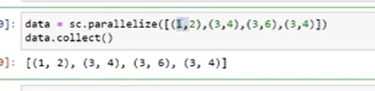 ]: data = sc.parallelize([(1,2),(3,4),(3,6),(3,4)])
data.collect()
]: [(1, 2), (3, 4), (3, 6), (3, 4)]